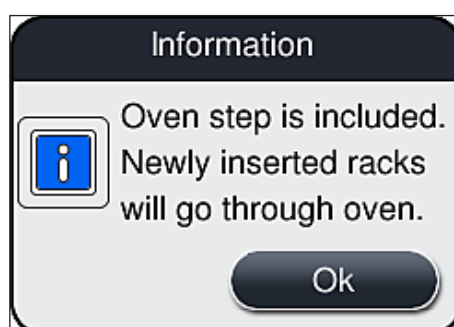 Information
Oven step is included.
Newly inserted racks
will go through oven.
Ok